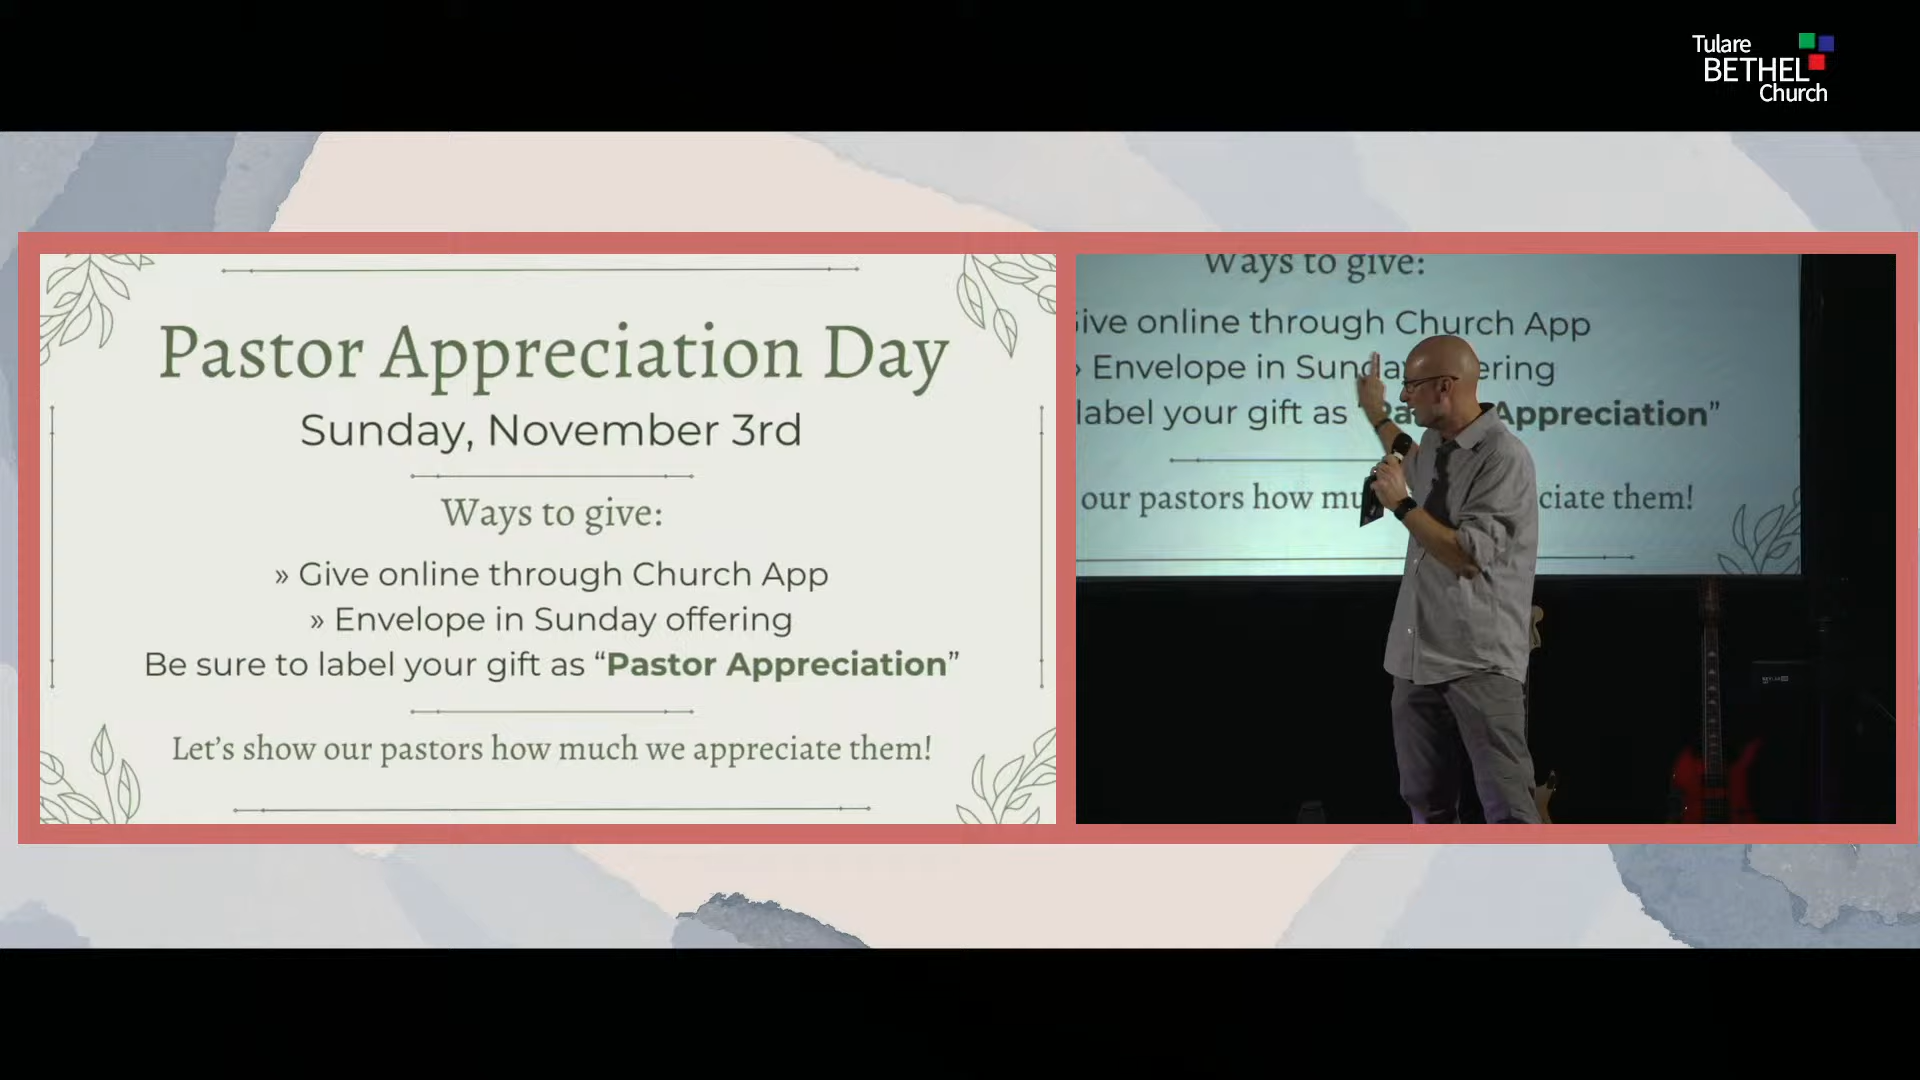 Tulare
BETHEL
Church
Pastor Appreciation Day
Sunday, November 3rd
Ways to give:
» Give online through Church App
» Envelope in Sunday offering
Be sure to label your gift as “Pastor Appreciation”
Let’s show our pastors how much we appreciate them!
Ways to give:
Give online through Church App
» Envelope in Sunday ering
label your gift as “Pa Appreciation”
our pastors how mu ciate them!